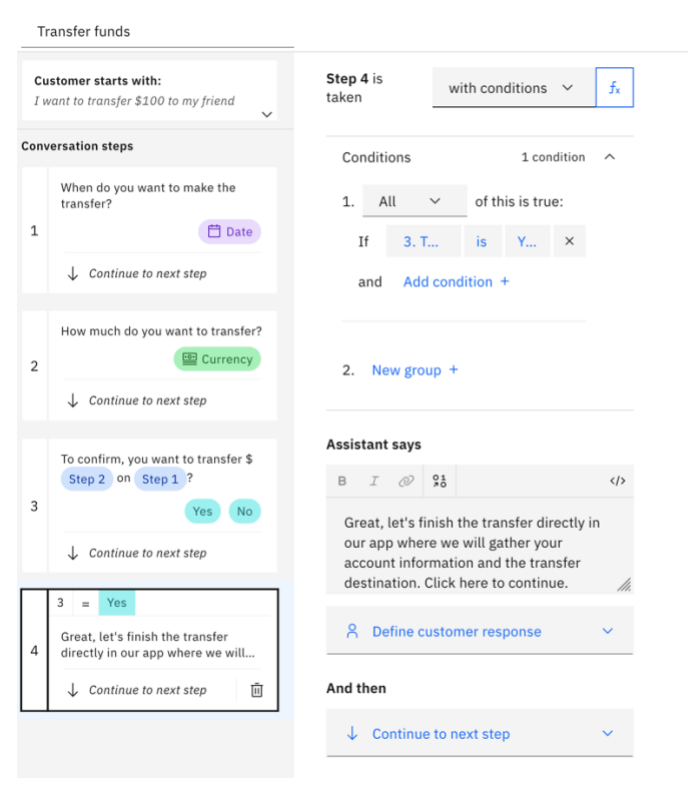 Transfer funds
Customer starts with:
I want to transfer $100 to my friend
Conversation steps
1
When do you want to make the
transfer?
Date
Continue to next step
2
How much do you want to transfer?
Currency
Continue to next step
3
To confirm, you want to transfer $
Step 2 on Step 1 ?
Yes No
Continue to next step
4
3 = Yes
Great, let's finish the transfer
directly in our app where we will...
Continue to next step
Step 4 is
taken
with conditions
fx
Conditions 1 condition
1. All of this is true:
If 3. T... is Y... ×
and Add condition +
2. New group +
Assistant says
B I </>
Great, let's finish the transfer directly in
our app where we will gather your
account information and the transfer
destination. Click here to continue.
Define customer response
And then
Continue to next step